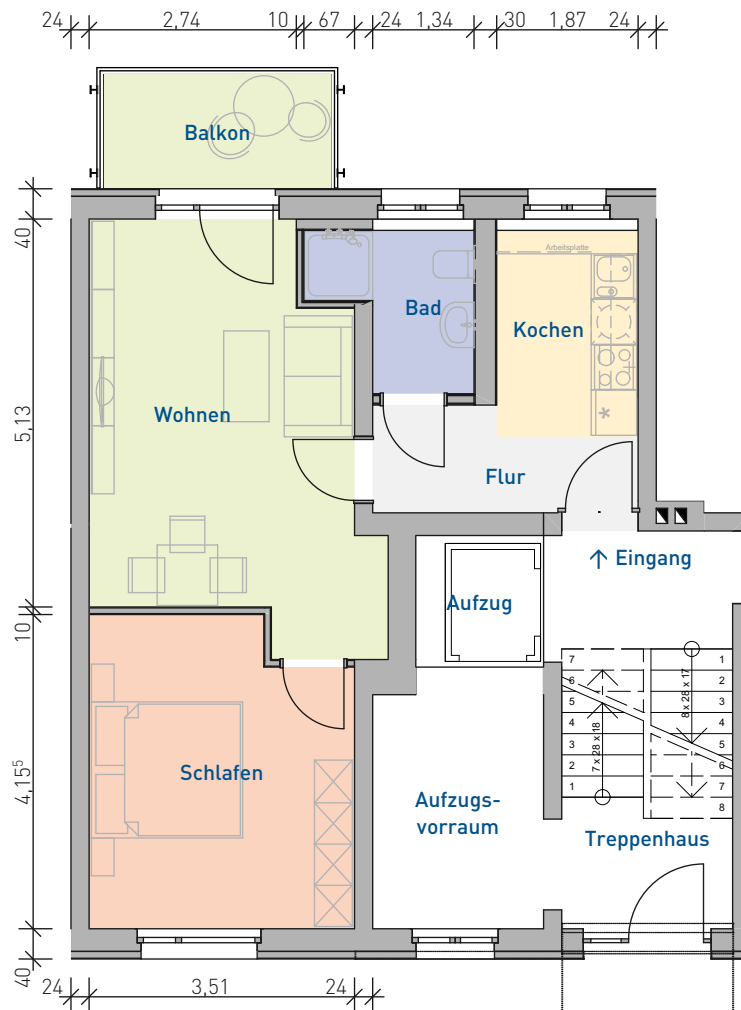 24 2,74 10 67 24 1,34 30 1,87 24
Balkon
40
Arbeitsplatte
Bad
Kochen
Wohnen
5,13
*
Flur
Eingang
Aufzug
10
7 1
6 2
5 3
4 4
3 5
2 6
1 7
8
7 x 28 x 18
8 x 28 x 17
Schlafen
4,15⁵
Aufzugs-
vorraum
Treppenhaus
40
24 3,51 24